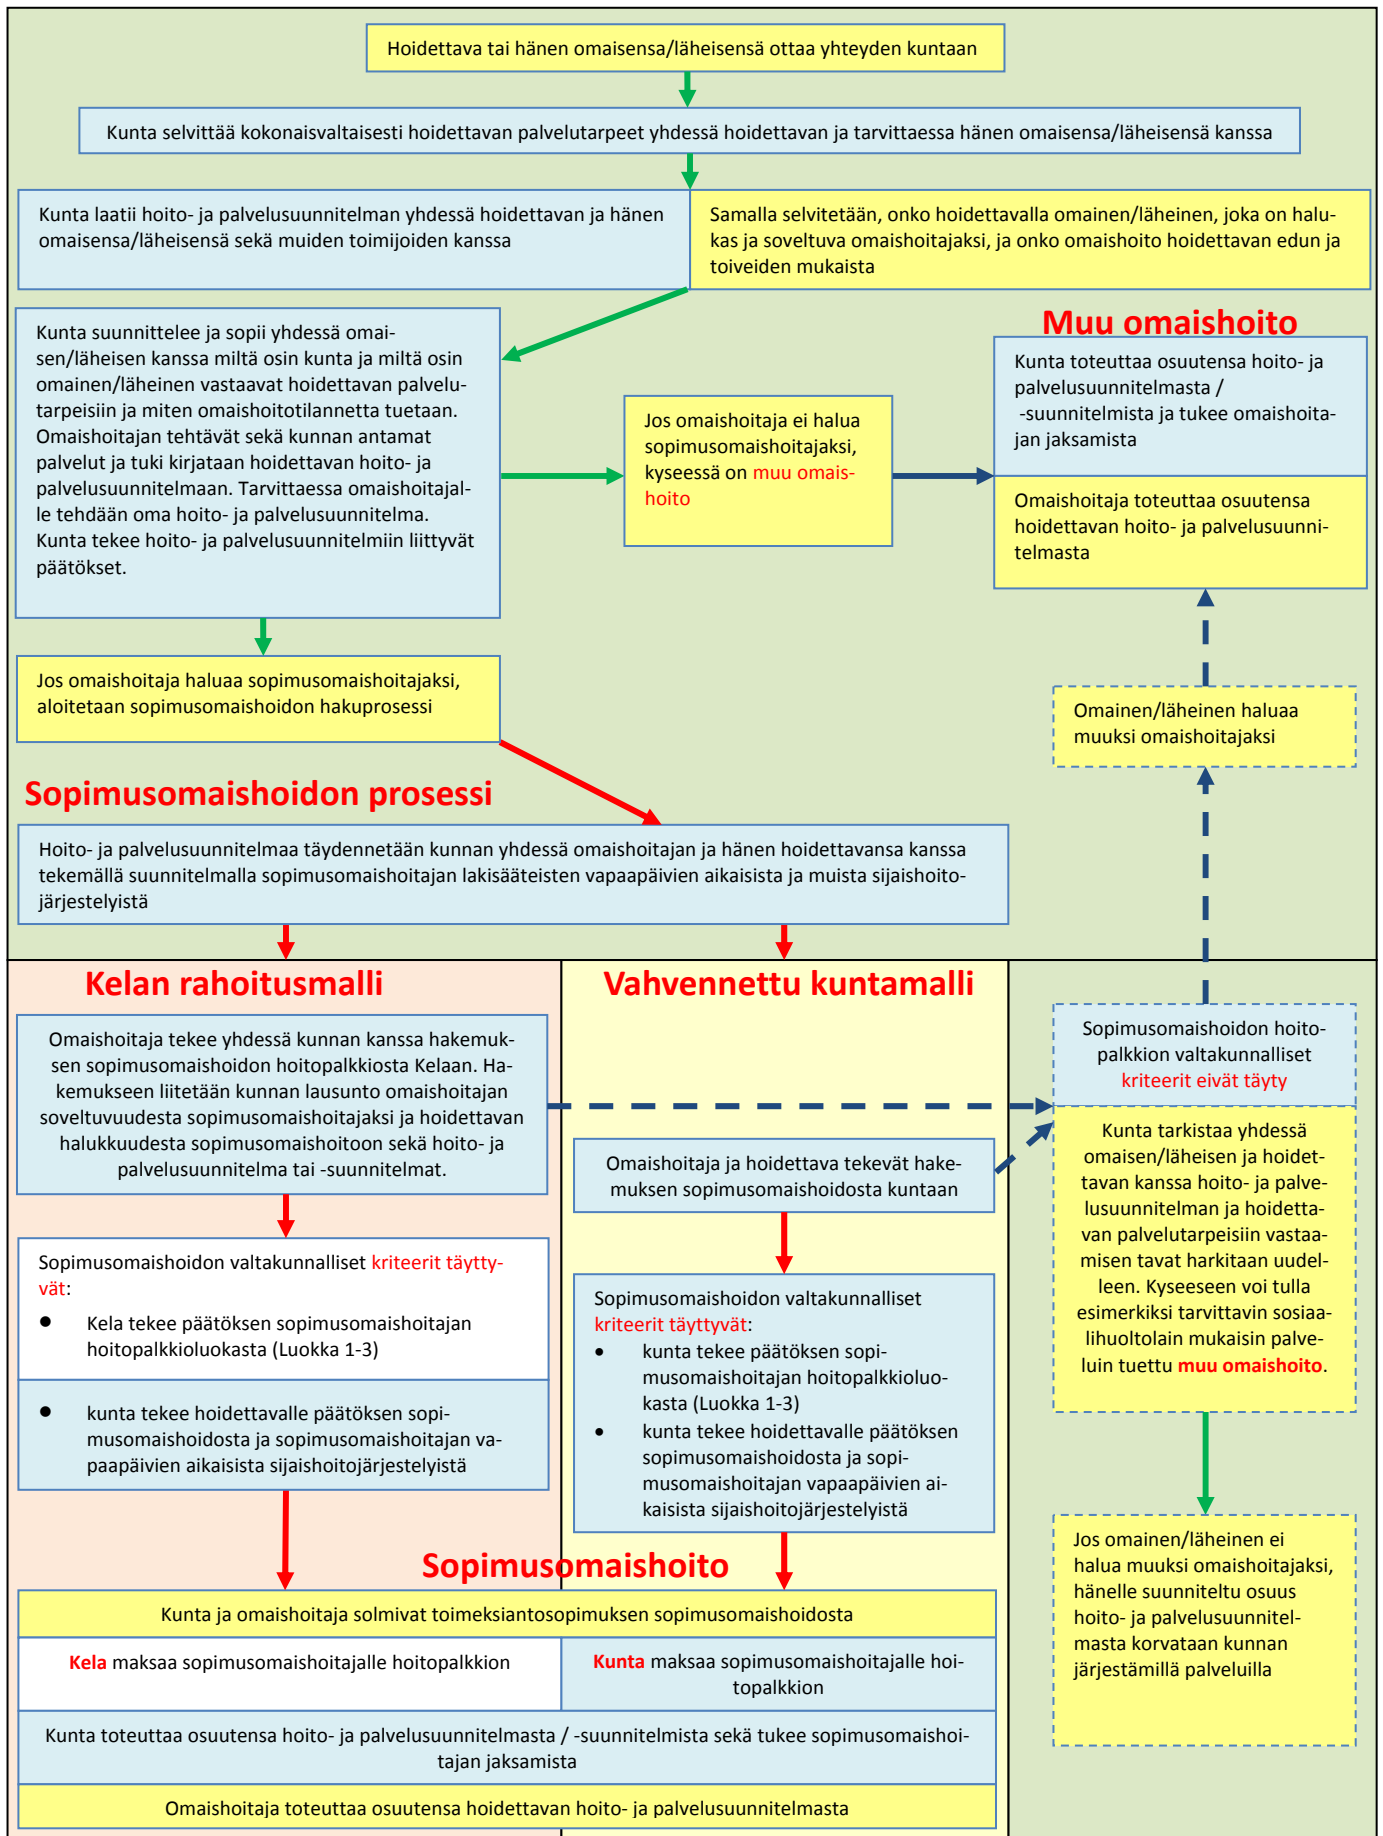 Hoidettava tai hänen omaisensa/läheisensä ottaa yhteyden kuntaan
Kunta selvittää kokonaisvaltaisesti hoidettavan palvelutarpeet yhdessä hoidettavan ja tarvittaessa hänen omaisensa/läheisensä kanssa
Kunta laatii hoito- ja palvelusuunnitelman yhdessä hoidettavan ja hänen
omaisensa/läheisensä sekä muiden toimijoiden kanssa
Samalla selvitetään, onko hoidettavalla omainen/läheinen, joka on halu-
kas ja soveltuva omaishoitajaksi, ja onko omaishoito hoidettavan edun ja
toiveiden mukaista
Kunta suunnittelee ja sopii yhdessä omai-
sen/läheisen kanssa miltä osin kunta ja miltä osin
omainen/läheinen vastaavat hoidettavan palvelu-
tarpeisiin ja miten omaishoitotilannetta tuetaan.
Omaishoitajan tehtävät sekä kunnan antamat
palvelut ja tuki kirjataan hoidettavan hoito- ja
palvelusuunnitelmaan. Tarvittaessa omaishoitajal-
le tehdään oma hoito- ja palvelusuunnitelma.
Kunta tekee hoito- ja palvelusuunnitelmiin liittyvät
päätökset.
Jos omaishoitaja ei halua
sopimusomaishoitajaksi,
kyseessä on muu omais-
hoito
Muu omaishoito
Kunta toteuttaa osuutensa hoito- ja
palvelusuunnitelmasta /
-suunnitelmista ja tukee omaishoita-
jan jaksamista
Omaishoitaja toteuttaa osuutensa
hoidettavan hoito- ja palvelusuunni-
telmasta
Jos omaishoitaja haluaa sopimusomaishoitajaksi,
aloitetaan sopimusomaishoidon hakuprosessi
Omainen/läheinen haluaa
muuksi omaishoitajaksi
Sopimusomaishoidon prosessi
Hoito- ja palvelusuunnitelmaa täydennetään kunnan yhdessä omaishoitajan ja hänen hoidettavansa kanssa
tekemällä suunnitelmalla sopimusomaishoitajan lakisääteisten vapaapäivien aikaisista ja muista sijaishoito-
järjestelyistä
Kelan rahoitusmalli
Omaishoitaja tekee yhdessä kunnan kanssa hakemuk-
sen sopimusomaishoidon hoitopalkkiosta Kelaan. Ha-
kemukseen liitetään kunnan lausunto omaishoitajan
soveltuvuudesta sopimusomaishoitajaksi ja hoidettavan
halukkuudesta sopimusomaishoitoon sekä hoito- ja
palvelusuunnitelma tai -suunnitelmat.
Sopimusomaishoidon valtakunnalliset kriteerit täytty-
vät:
● Kela tekee päätöksen sopimusomaishoitajan
hoitopalkkioluokasta (Luokka 1-3)
● kunta tekee hoidettavalle päätöksen sopi-
musomaishoidosta ja sopimusomaishoitajan va-
paapäivien aikaisista sijaishoitojärjestelyistä
Vahvennettu kuntamalli
Omaishoitaja ja hoidettava tekevät hake-
muksen sopimusomaishoidosta kuntaan
Sopimusomaishoidon valtakunnalliset
kriteerit täyttyvät:
• kunta tekee päätöksen sopi-
musomaishoitajan hoitopalkkioluo-
kasta (Luokka 1-3)
• kunta tekee hoidettavalle päätöksen
sopimusomaishoidosta ja sopi-
musomaishoitajan vapaapäivien ai-
kaisista sijaishoitojärjestelyistä
Sopimusomaishoidon hoito-
palkkion valtakunnalliset
kriteerit eivät täyty
Kunta tarkistaa yhdessä
omaisen/läheisen ja hoidet-
tavan kanssa hoito- ja palve-
lusuunnitelman ja hoidetta-
van palvelutarpeisiin vastaa-
misen tavat harkitaan uudel-
leen. Kyseeseen voi tulla
esimerkiksi tarvittavin sosiaa-
lihuoltolain mukaisin palve-
luin tuettu muu omaishoito.
Jos omainen/läheinen ei
halua muuksi omaishoitajaksi,
hänelle suunniteltu osuus
hoito- ja palvelusuunnitel-
masta korvataan kunnan
järjestämillä palveluilla
Sopimusomaishoito
Kunta ja omaishoitaja solmivat toimeksiantosopimuksen sopimusomaishoidosta
Kela maksaa sopimusomaishoitajalle hoitopalkkion
Kunta maksaa sopimusomaishoitajalle hoi-
topalkkion
Kunta toteuttaa osuutensa hoito- ja palvelusuunnitelmasta / -suunnitelmista sekä tukee sopimusomaishoi-
tajan jaksamista
Omaishoitaja toteuttaa osuutensa hoidettavan hoito- ja palvelusuunnitelmasta